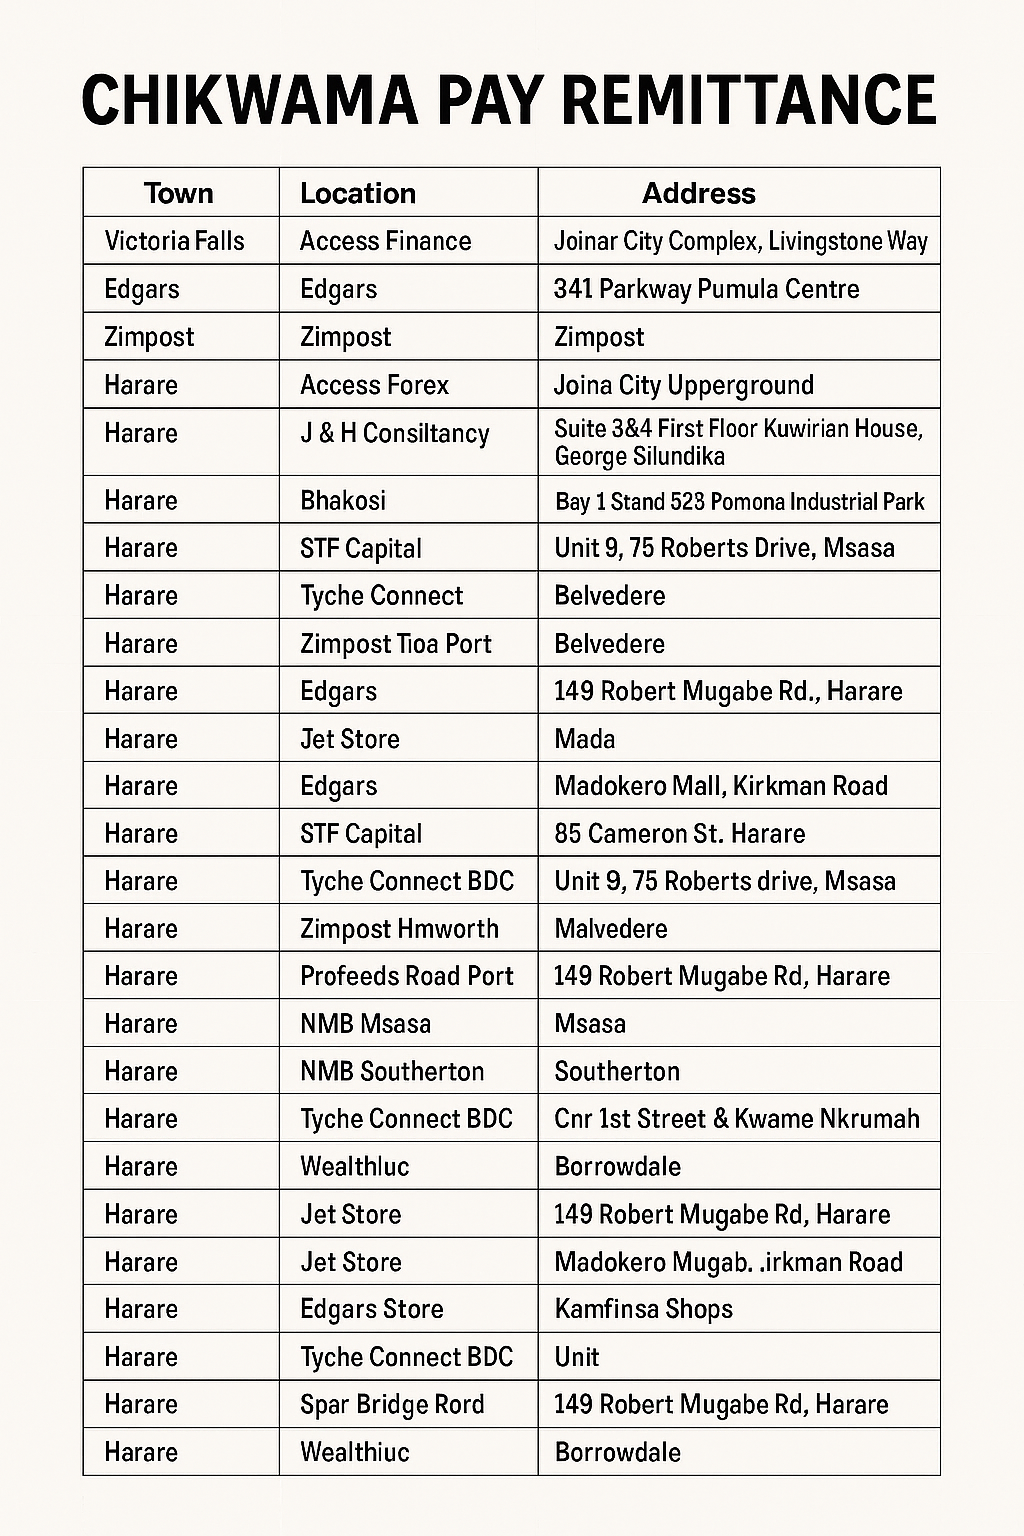 CHIKWAMA PAY REMITTANCE
Town Location Address
Victoria Falls Access Finance Joinar City Complex, Livingstone Way
Edgars Edgars 341 Parkway Pumula Centre
Zimpost Zimpost Zimpost
Harare Access Forex Joina City Upperground
Harare J & H Consiltancy Suite 3&4 First Floor Kuwirian House,
George Silundika
Harare Bhakosi Bay 1 Stand 523 Pomona Industrial Park
Harare STF Capital Unit 9, 75 Roberts Drive, Msasa
Harare Tyche Connect Belvedere
Harare Zimpost Tioa Port Belvedere
Harare Edgars 149 Robert Mugabe Rd., Harare
Harare Jet Store Mada
Harare Edgars Madokero Mall, Kirkman Road
Harare STF Capital 85 Cameron St. Harare
Harare Tyche Connect BDC Unit 9, 75 Roberts drive, Msasa
Harare Zimpost Hmworth Malvedere
Harare Profeeds Road Port 149 Robert Mugabe Rd, Harare
Harare NMB Msasa Msasa
Harare NMB Southerton Southerton
Harare Tyche Connect BDC Cnr 1st Street & Kwame Nkrumah
Harare Wealthluc Borrowdale
Harare Jet Store 149 Robert Mugabe Rd, Harare
Harare Jet Store Madokero Mugab. .irkman Road
Harare Edgars Store Kamfinsa Shops
Harare Tyche Connect BDC Unit
Harare Spar Bridge Rord 149 Robert Mugabe Rd, Harare
Harare Wealthiuc Borrowdale